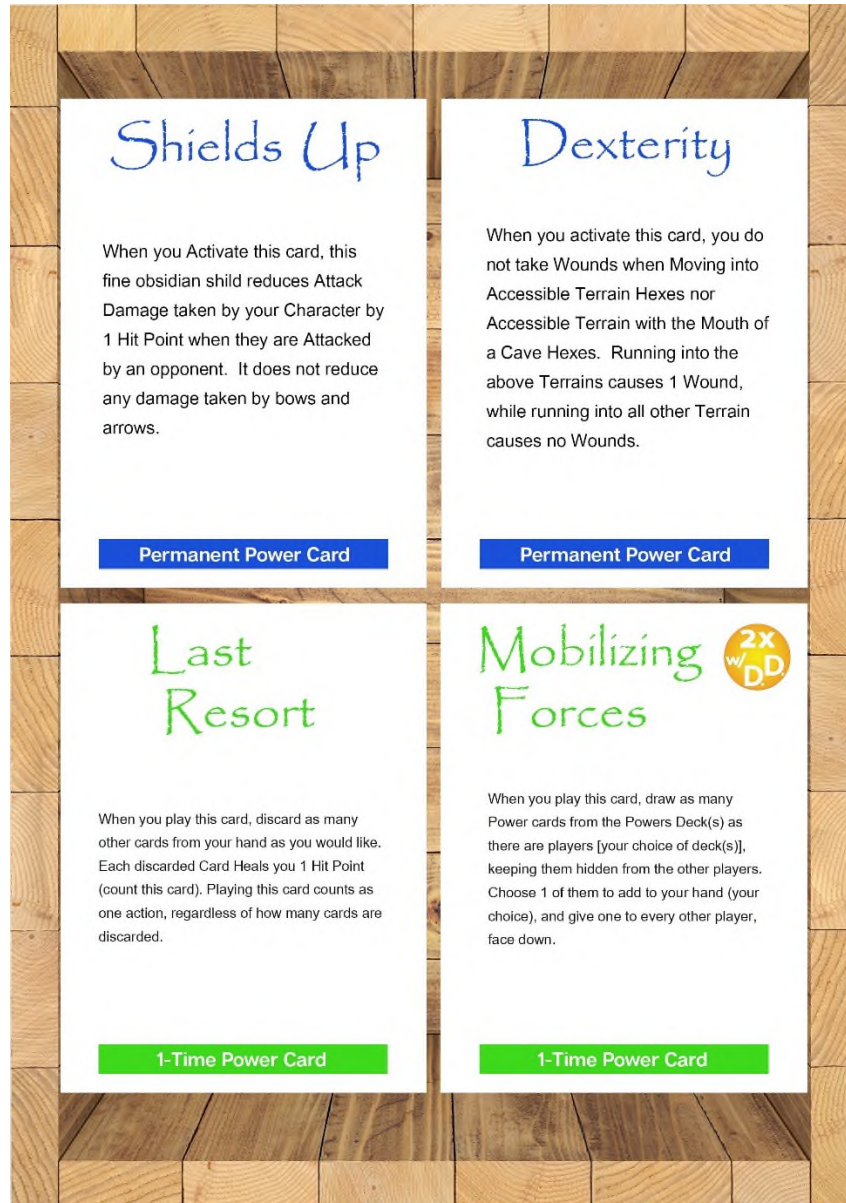 Shields Up
When you Activate this card, this
fine obsidian shild reduces Attack
Damage taken by your Character by
1 Hit Point when they are Attacked
by an opponent. It does not reduce
any damage taken by bows and
arrows.
Permanent Power Card
Dexterity
When you activate this card, you do
not take Wounds when Moving into
Accessible Terrain Hexes nor
Accessible Terrain with the Mouth of
a Cave Hexes. Running into the
above Terrains causes 1 Wound,
while running into all other Terrain
causes no Wounds.
Permanent Power Card
Last
Resort
When you play this card, discard as many
other cards from your hand as you would like.
Each discarded Card Heals you 1 Hit Point
(count this card). Playing this card counts as
one action, regardless of how many cards are
discarded.
1-Time Power Card
Mobilizing
Forces
2X
w/ D.D.
When you play this card, draw as many
Power cards from the Powers Deck(s) as
there are players [your choice of deck(s)],
keeping them hidden from the other players.
Choose 1 of them to add to your hand (your
choice), and give one to every other player,
face down.
1-Time Power Card